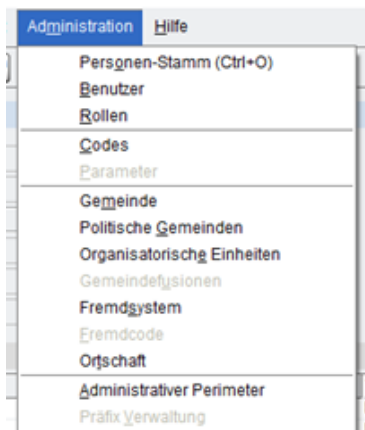 Administration Hilfe
Personen-Stamm (Ctrl+O)
Benutzer
Rollen
Codes
Parameter
Gemeinde
Politische Gemeinden
Organisatorische Einheiten
Gemeindefusionen
Fremdsystem
Fremdcode
Ortschaft
Administrativer Perimeter
Präfix Verwaltung